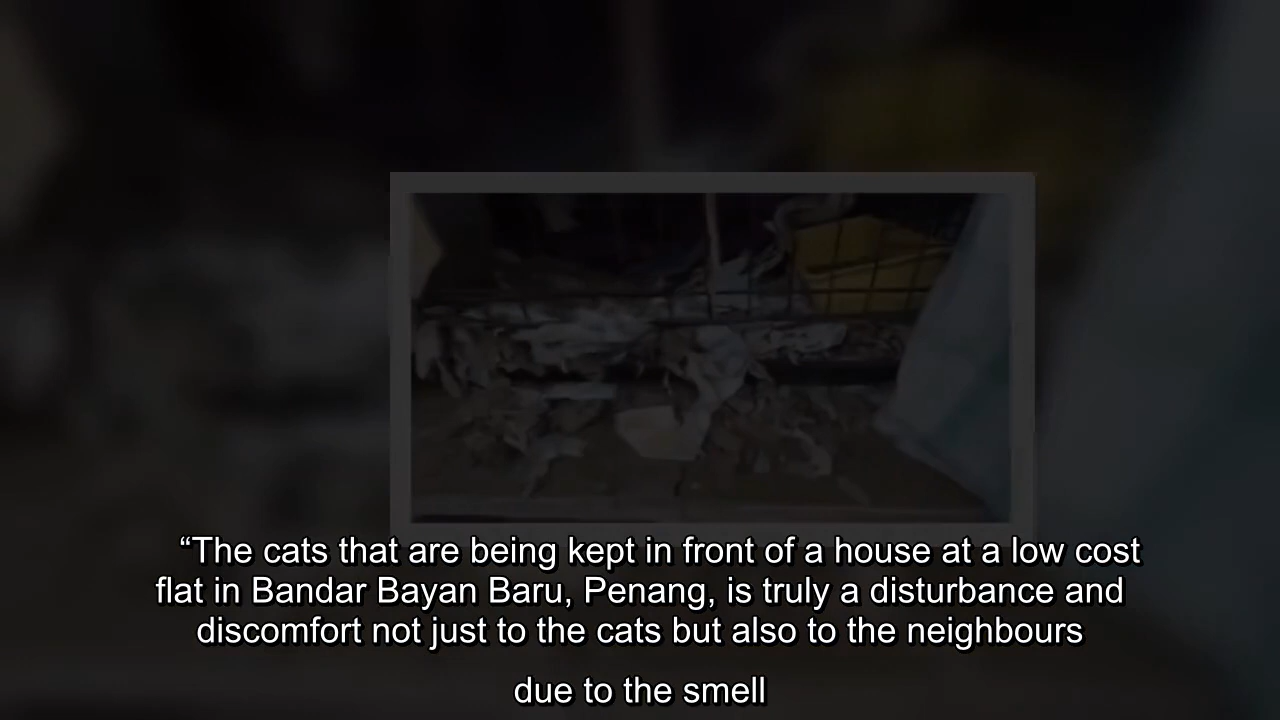 “The cats that are being kept in front of a house at a low cost
flat in Bandar Bayan Baru, Penang, is truly a disturbance and
discomfort not just to the cats but also to the neighbours
due to the smell